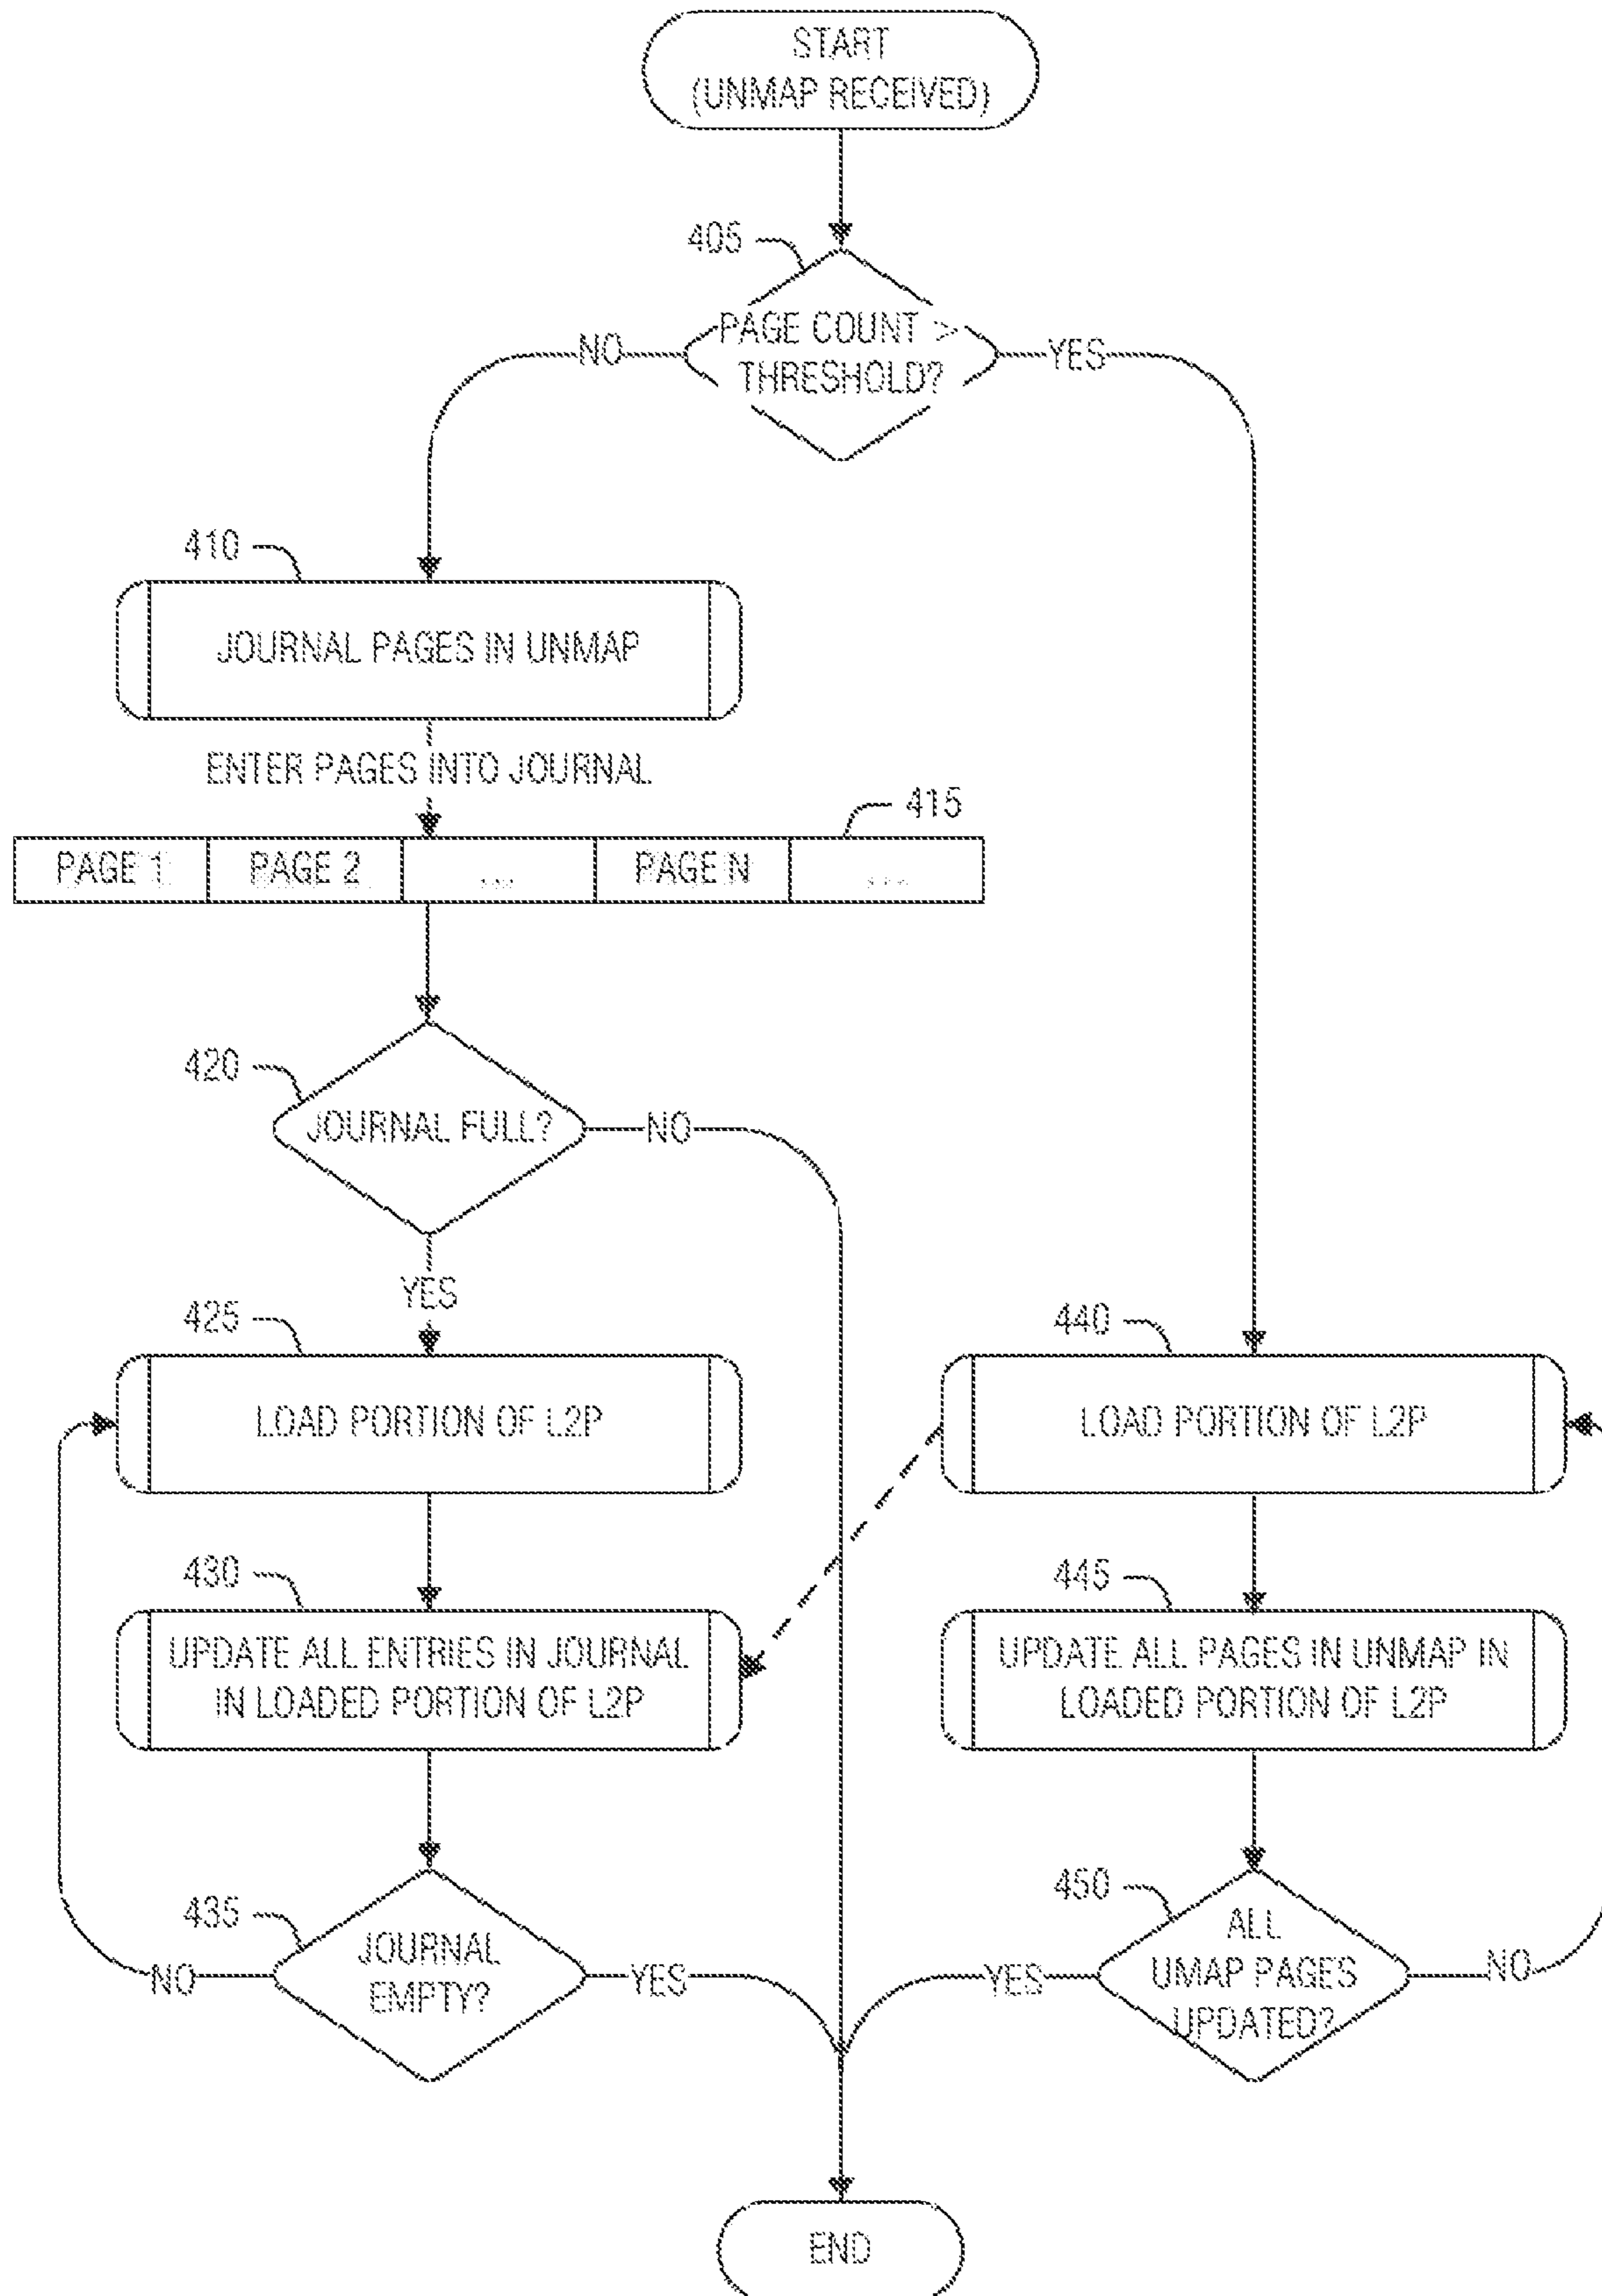 START
(UNMAP RECEIVED)
405
PAGE COUNT >
THRESHOLD?
NO
YES
410
JOURNAL PAGES IN UNMAP
ENTER PAGES INTO JOURNAL
415
PAGE 1
PAGE 2
...
PAGE N
...
420
JOURNAL FULL?
NO
YES
425
LOAD PORTION OF L2P
440
LOAD PORTION OF L2P
430
UPDATE ALL ENTRIES IN JOURNAL
IN LOADED PORTION OF L2P
445
UPDATE ALL PAGES IN UNMAP IN
LOADED PORTION OF L2P
435
JOURNAL
EMPTY?
NO
YES
450
ALL
UMAP PAGES
UPDATED?
YES
NO
END